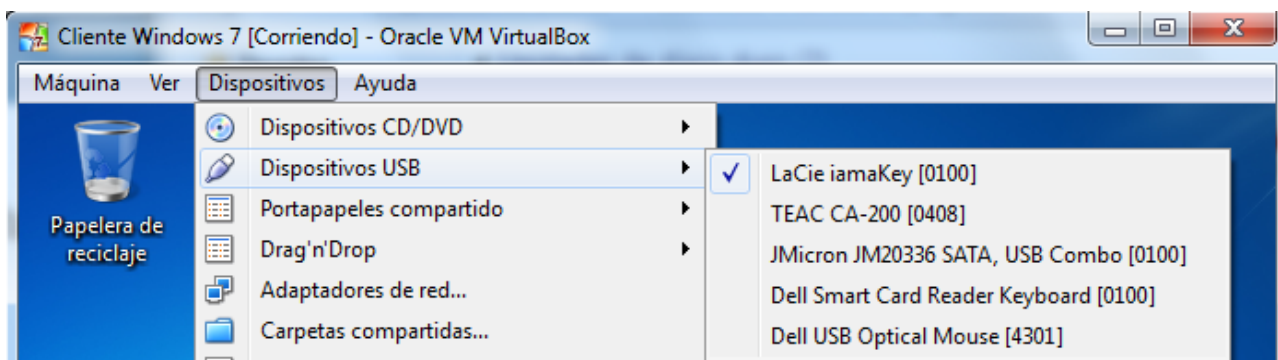 Cliente Windows 7 [Corriendo] - Oracle VM VirtualBox
Máquina Ver Dispositivos Ayuda
Papelera de
reciclaje
Dispositivos CD/DVD
Dispositivos USB
Portapapeles compartido
Drag'n'Drop
Adaptadores de red...
Carpetas compartidas...
LaCie iamaKey [0100]
TEAC CA-200 [0408]
JMicron JM20336 SATA, USB Combo [0100]
Dell Smart Card Reader Keyboard [0100]
Dell USB Optical Mouse [4301]